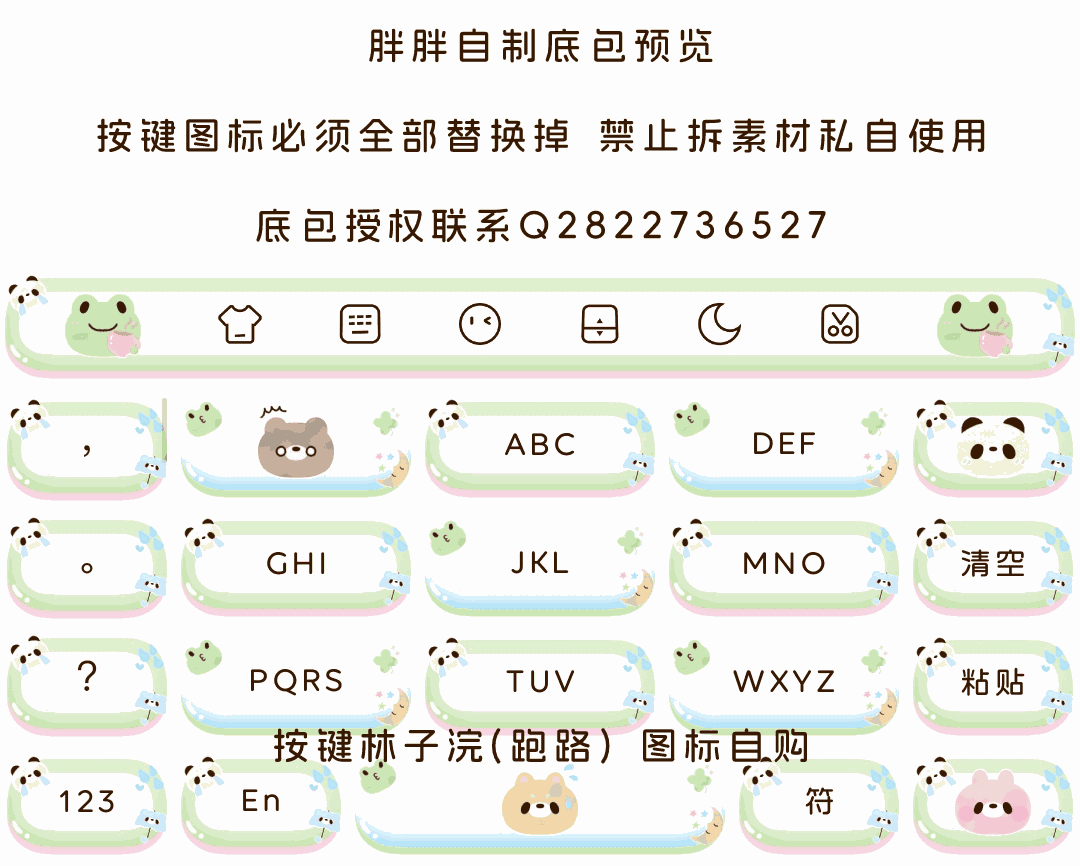 胖胖自制底包预览
按键图标必须全部替换掉 禁止拆素材私自使用
底包授权联系Q2822736527
, ABC DEF
。 GHI JKL MNO 清空
? PQRS TUV WXYZ 粘贴
按键林子浣(跑路) 图标自购
123 En 符